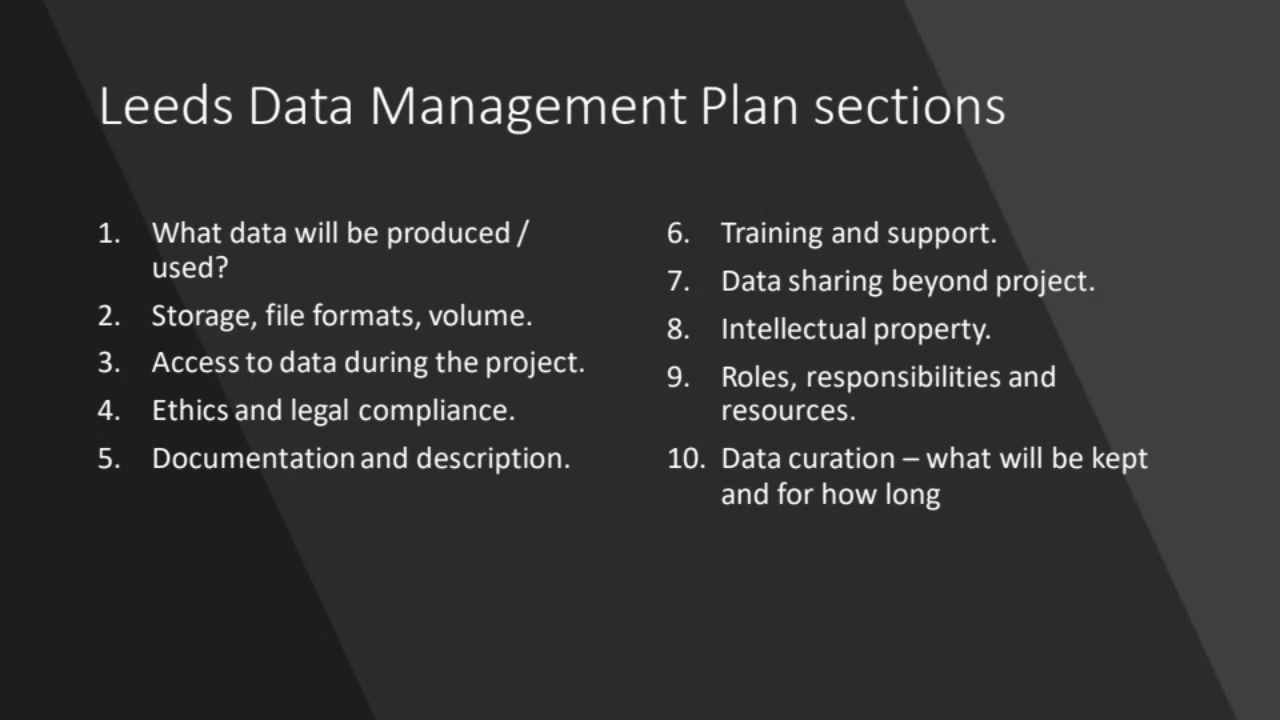 Leeds Data Management Plan sections
1. What data will be produced /
used?
2. Storage, file formats, volume.
3. Access to data during the project.
4. Ethics and legal compliance.
5. Documentation and description.
6. Training and support.
7. Data sharing beyond project.
8. Intellectual property.
9. Roles, responsibilities and
resources.
10. Data curation – what will be kept
and for how long